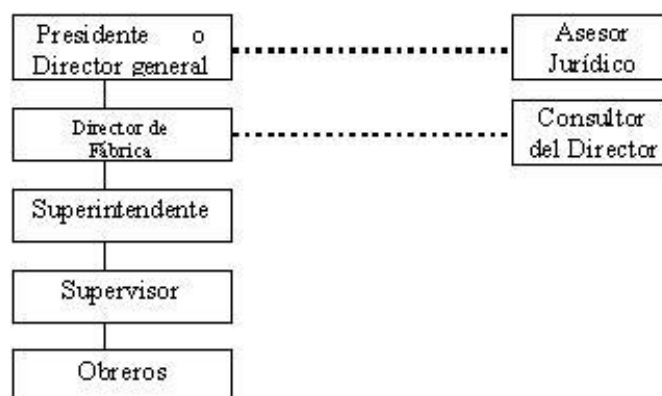 Presidente o
Director general
Asesor
Jurídico
Director de
Fábrica
Consultor
del Director
Superintendente
Supervisor
Obreros